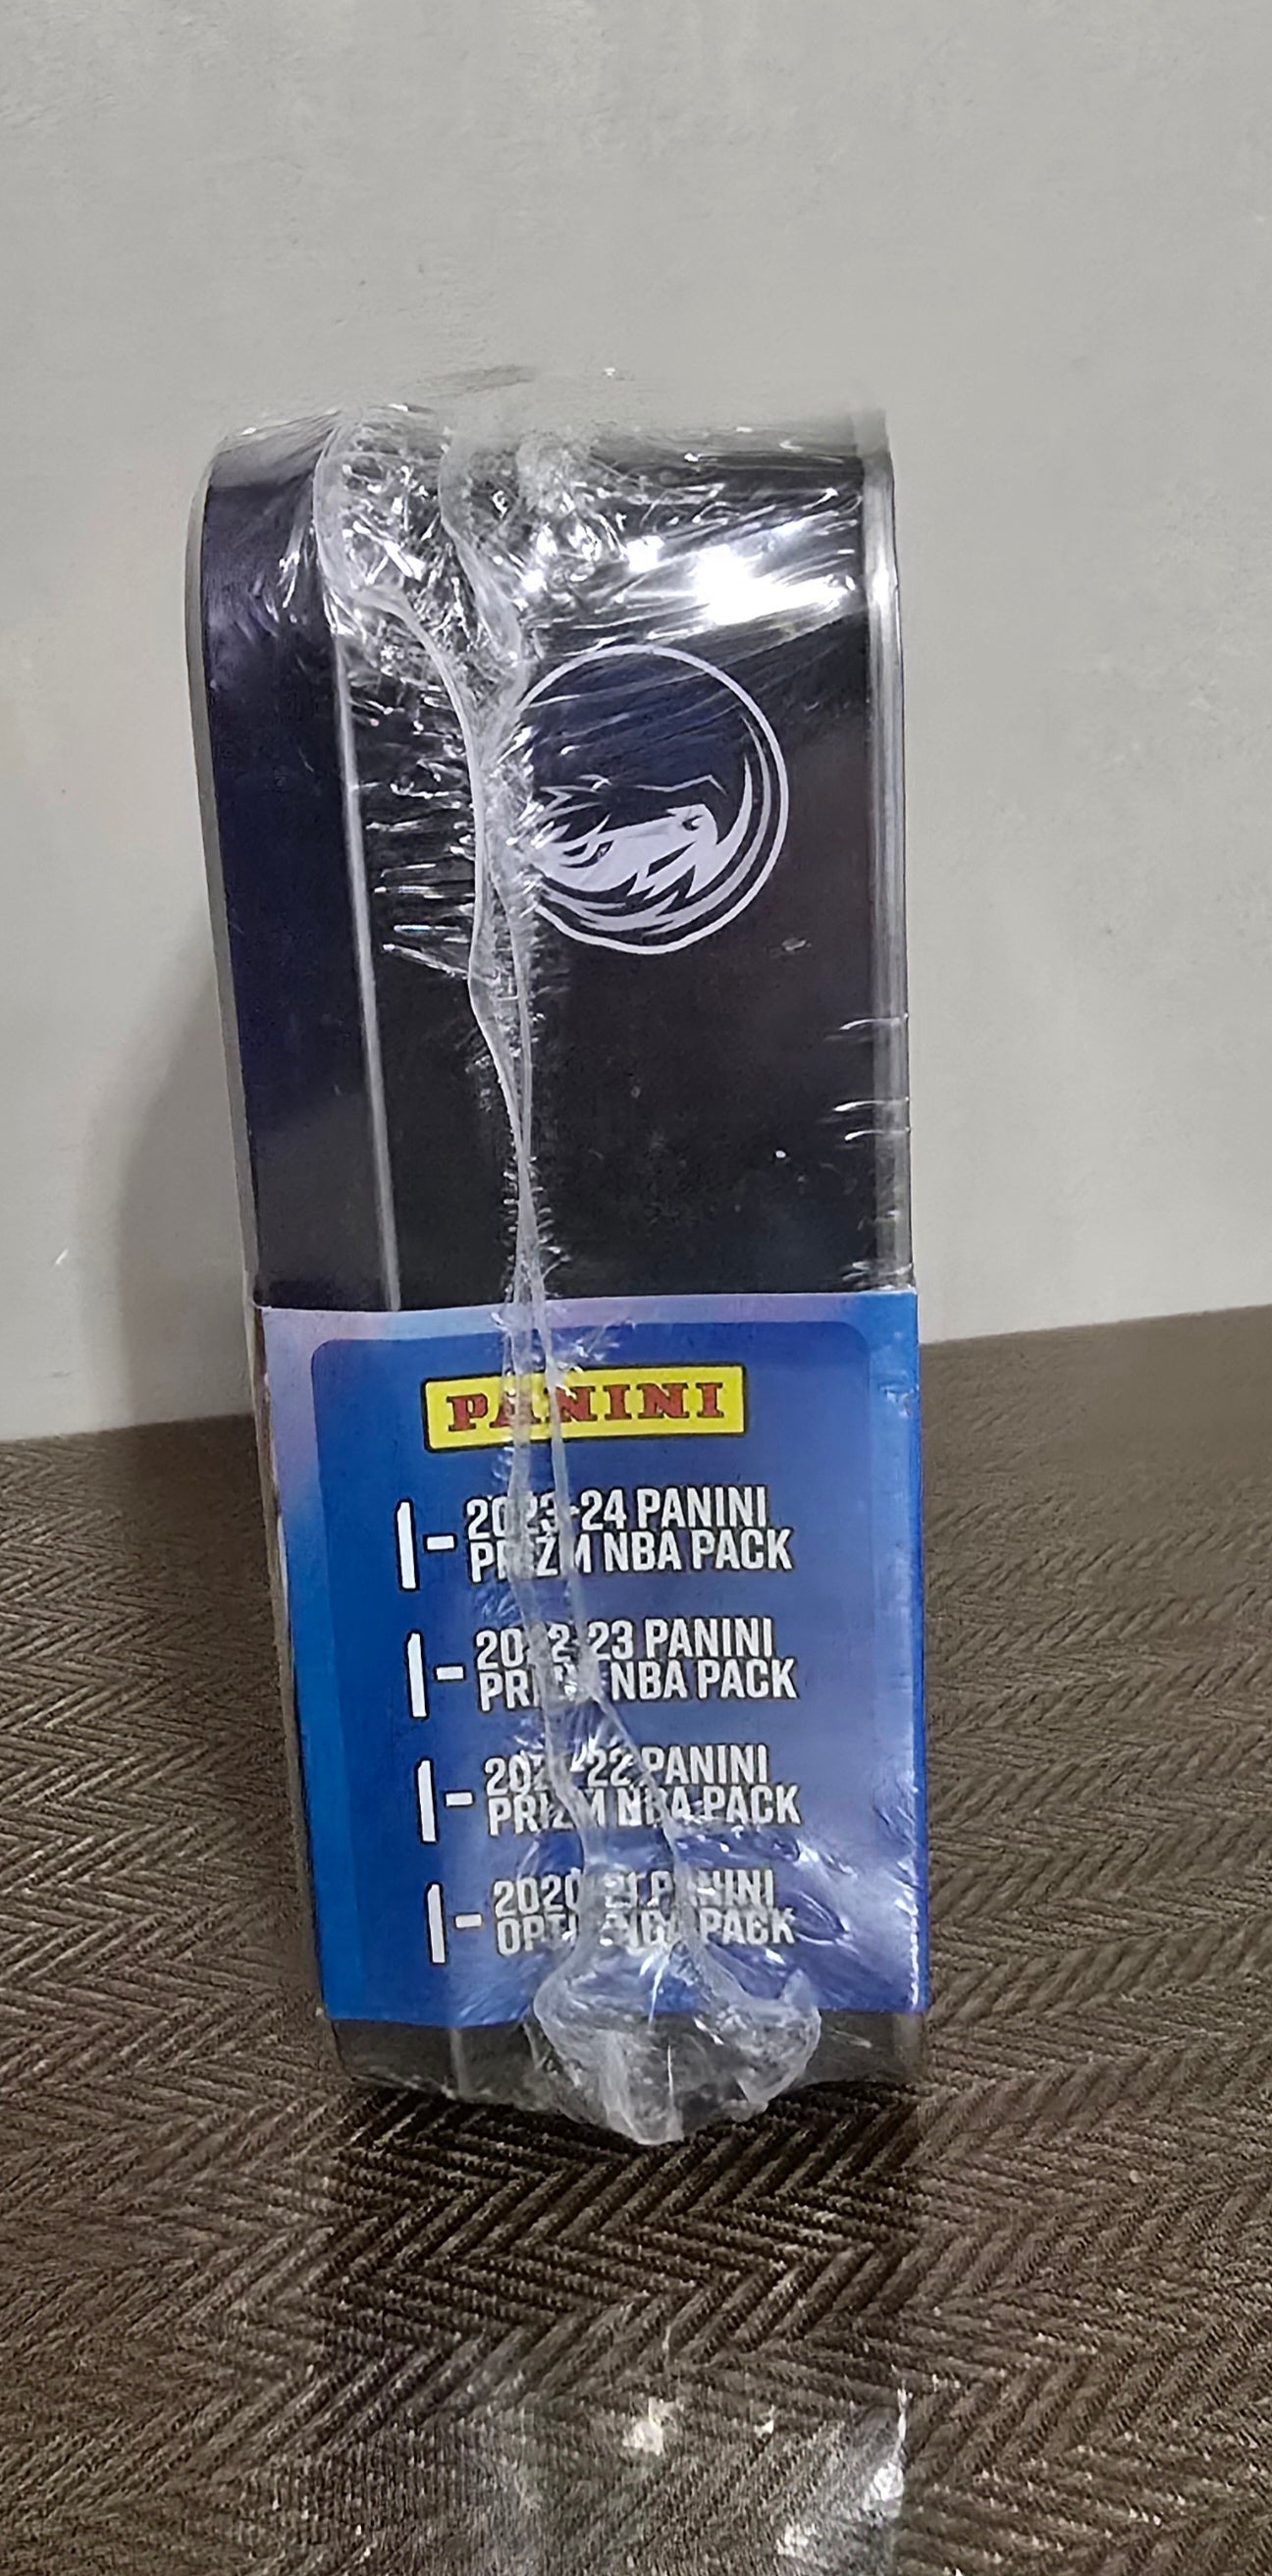 PANINI
1- 2023-24 PANINI
PRIZM NBA PACK
1- 2022-23 PANINI
PRIZM NBA PACK
1- 2021-22 PANINI
PRIZM NBA PACK
1- 2020-21 PANINI
OPTIC NBA PACK